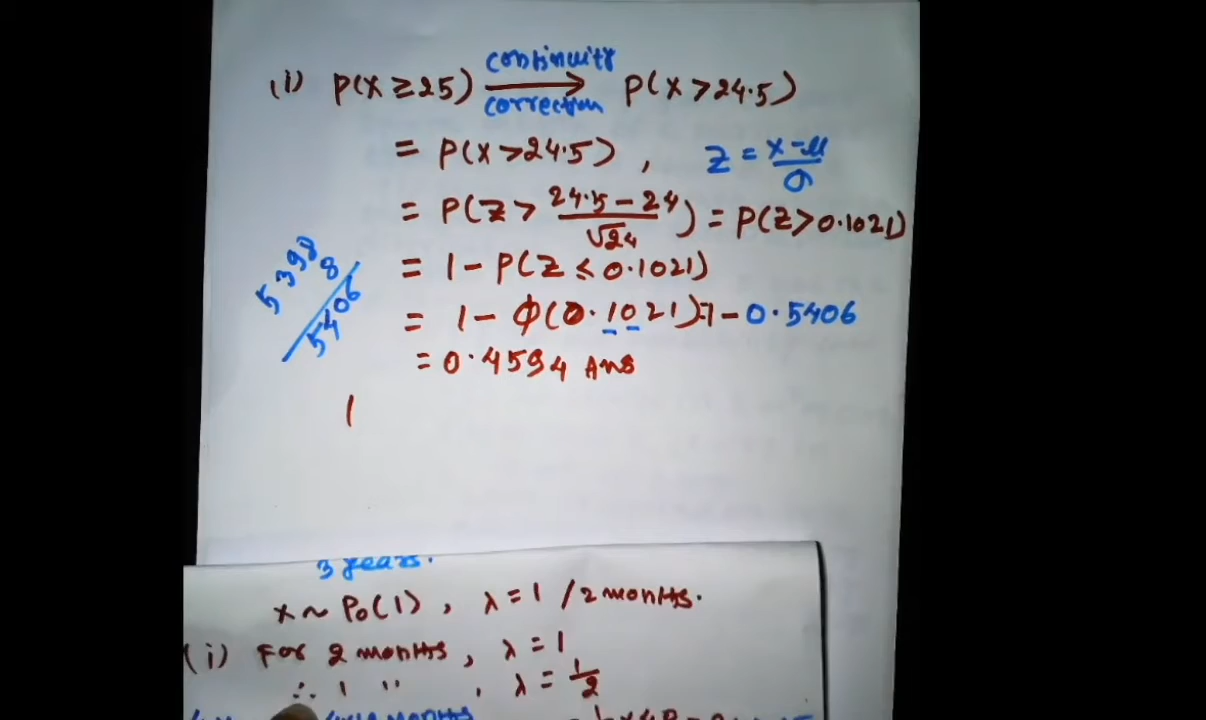 (i) P(X ≥ 25) continuity correction → P(X > 24.5)
= P(X > 24.5) , Z = x-μ/σ
= P(Z > 24.5-24/√24) = P(Z > 0.1021)
= 1 - P(Z ≤ 0.1021)
= 1 - Φ(0.1021) = 1 - 0.5406
= 0.4594 Ans
5398
8
5406
3 years.
X ~ Po(1) , λ = 1 / 2 months.
(i) For 2 months , λ = 1
∴ 1 " , λ = 1/2
months